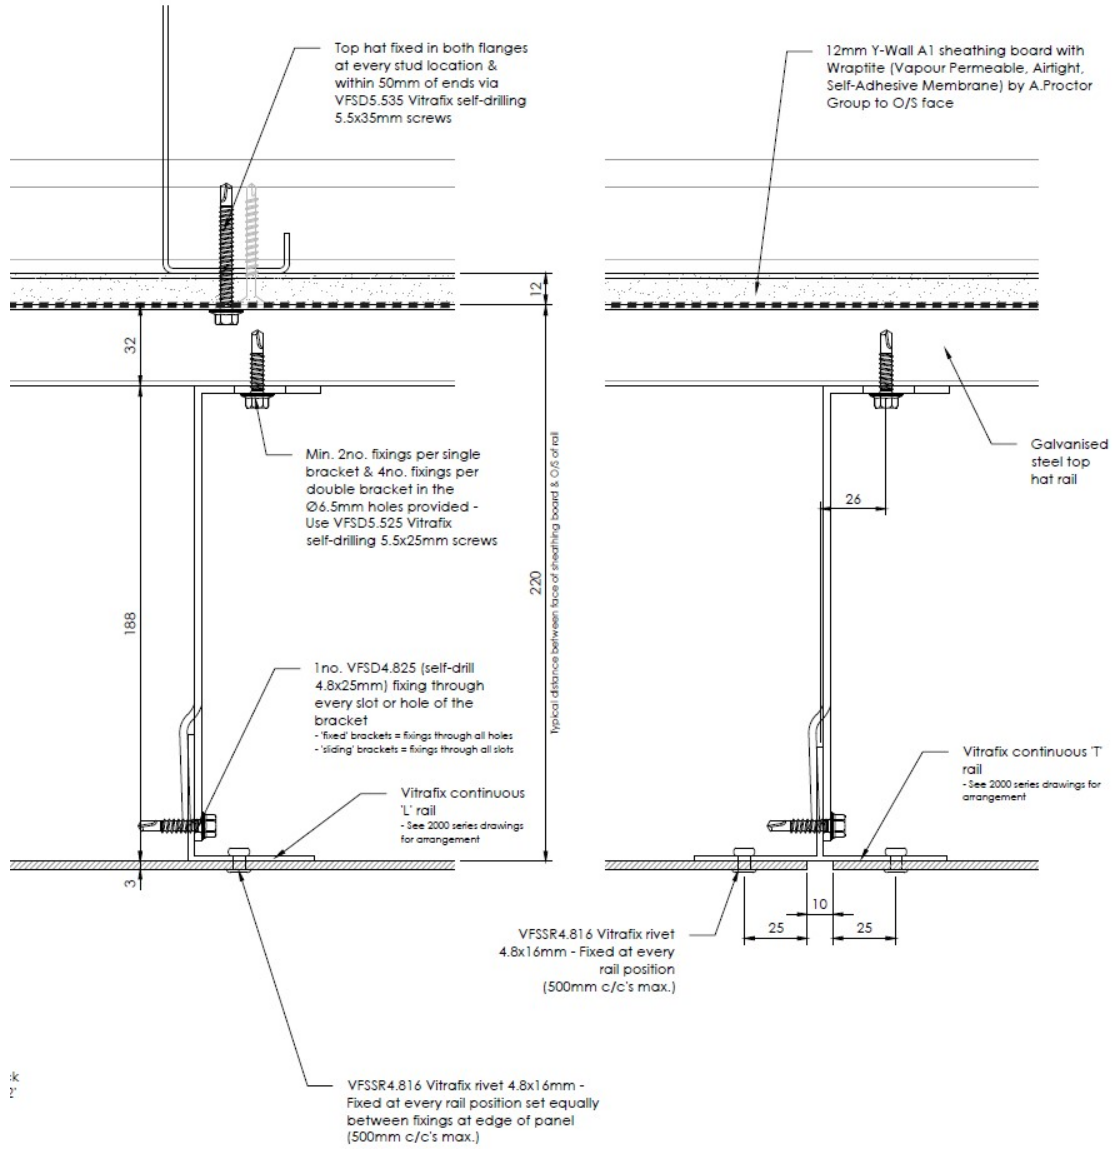 Top hat fixed in both flanges
at every stud location &
within 50mm of ends via
VFSD5.535 Vitrafix self-drilling
5.5x35mm screws
12mm Y-Wall A1 sheathing board with
Wraptite (Vapour Permeable, Airtight,
Self-Adhesive Membrane) by A.Proctor
Group to O/S face
12
32
Min. 2no. fixings per single
bracket & 4no. fixings per
double bracket in the
Ø6.5mm holes provided -
Use VFSD5.525 Vitrafix
self-drilling 5.5x25mm screws
Galvanised
steel top
hat rail
26
220
Typical distance between face of sheathing board & O/S of rail
188
1no. VFSD4.825 (self-drill
4.8x25mm) fixing through
every slot or hole of the
bracket
- 'fixed' brackets = fixings through all holes
- 'sliding' brackets = fixings through all slots
Vitrafix continuous
'L' rail
- See 2000 series drawings
for arrangement
Vitrafix continuous 'T'
rail
- See 2000 series drawings for
arrangement
3
10
25
25
VFSSR4.816 Vitrafix rivet
4.8x16mm - Fixed at every
rail position
(500mm c/c's max.)
VFSSR4.816 Vitrafix rivet 4.8x16mm -
Fixed at every rail position set equally
between fixings at edge of panel
(500mm c/c's max.)